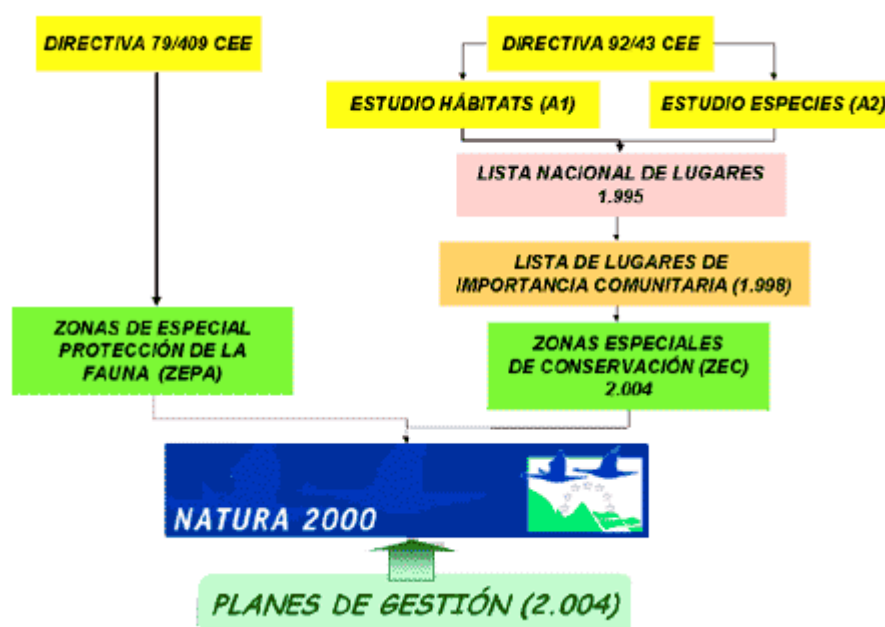 DIRECTIVA 79/409 CEE
DIRECTIVA 92/43 CEE
ESTUDIO HÁBITATS (A1)
ESTUDIO ESPECIES (A2)
LISTA NACIONAL DE LUGARES
1.995
LISTA DE LUGARES DE
IMPORTANCIA COMUNITARIA (1.998)
ZONAS DE ESPECIAL
PROTECCIÓN DE LA
FAUNA (ZEPA)
ZONAS ESPECIALES
DE CONSERVACIÓN (ZEC)
2.004
NATURA 2000
PLANES DE GESTIÓN (2.004)